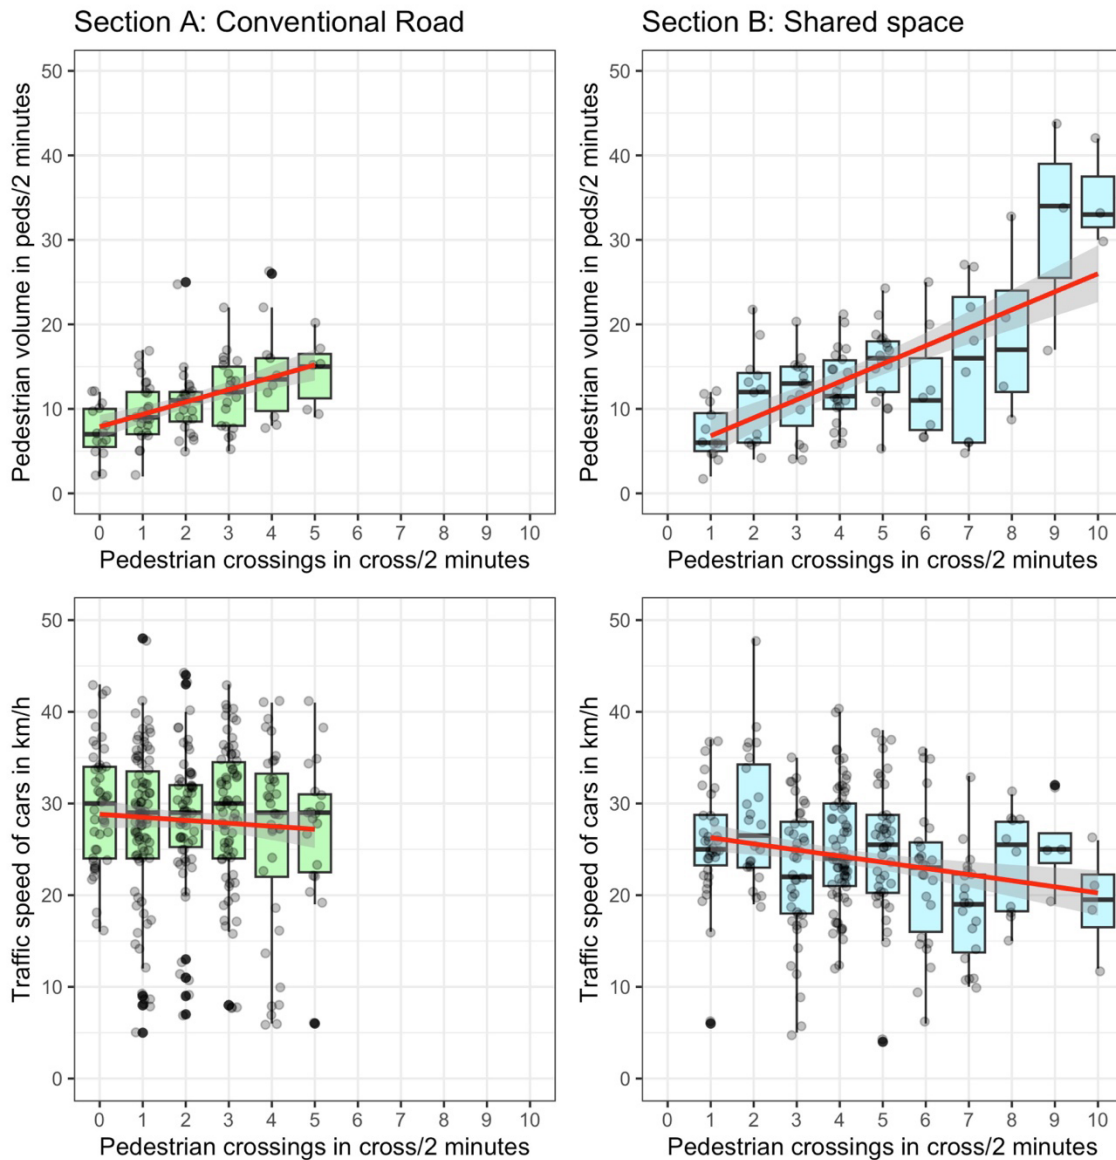 Section A: Conventional Road
Pedestrian volume in peds/2 minutes
50
40
30
20
10
0
0 1 2 3 4 5 6 7 8 9 10
Pedestrian crossings in cross/2 minutes
Section B: Shared space
Pedestrian volume in peds/2 minutes
50
40
30
20
10
0
0 1 2 3 4 5 6 7 8 9 10
Pedestrian crossings in cross/2 minutes
Traffic speed of cars in km/h
50
40
30
20
10
0
0 1 2 3 4 5 6 7 8 9 10
Pedestrian crossings in cross/2 minutes
Traffic speed of cars in km/h
50
40
30
20
10
0
0 1 2 3 4 5 6 7 8 9 10
Pedestrian crossings in cross/2 minutes